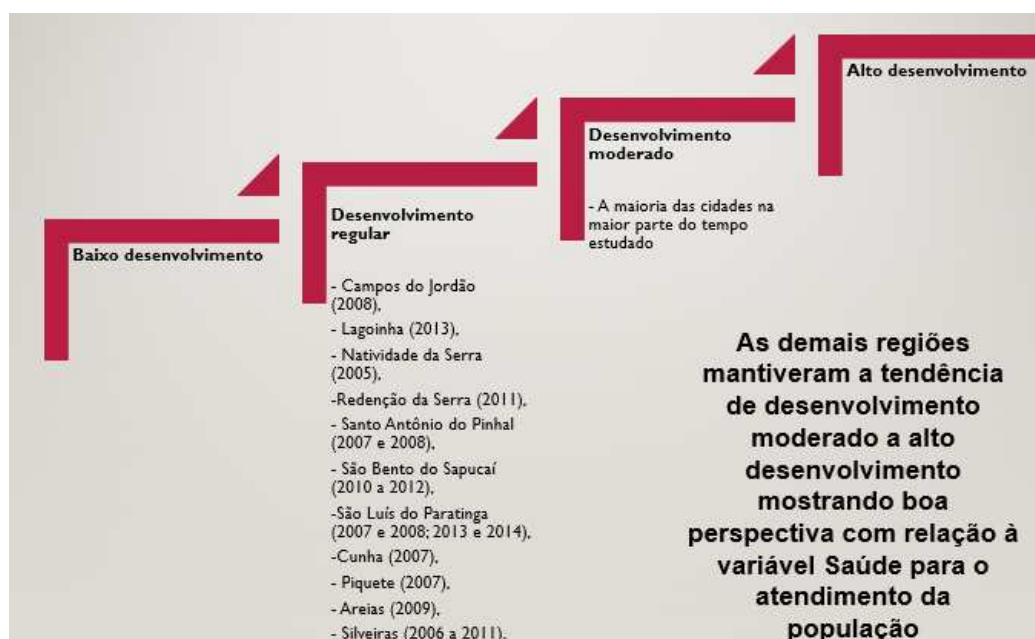 Baixo desenvolvimento
Desenvolvimento
regular
- Campos do Jordão
(2008),
- Lagoinha (2013),
- Natividade da Serra
(2005),
-Redenção da Serra (2011),
- Santo Antônio do Pinhal
(2007 e 2008),
- São Bento do Sapucaí
(2010 a 2012),
-São Luís do Paratinga
(2007 e 2008; 2013 e 2014),
-Cunha (2007),
- Piquete (2007),
- Areias (2009),
- Silveiras (2006 a 2011),
Desenvolvimento
moderado
- A maioria das cidades na
maior parte do tempo
estudado
Alto desenvolvimento
As demais regiões
mantiveram a tendência
de desenvolvimento
moderado a alto
desenvolvimento
mostrando boa
perspectiva com relação à
variável Saúde para o
atendimento da
população